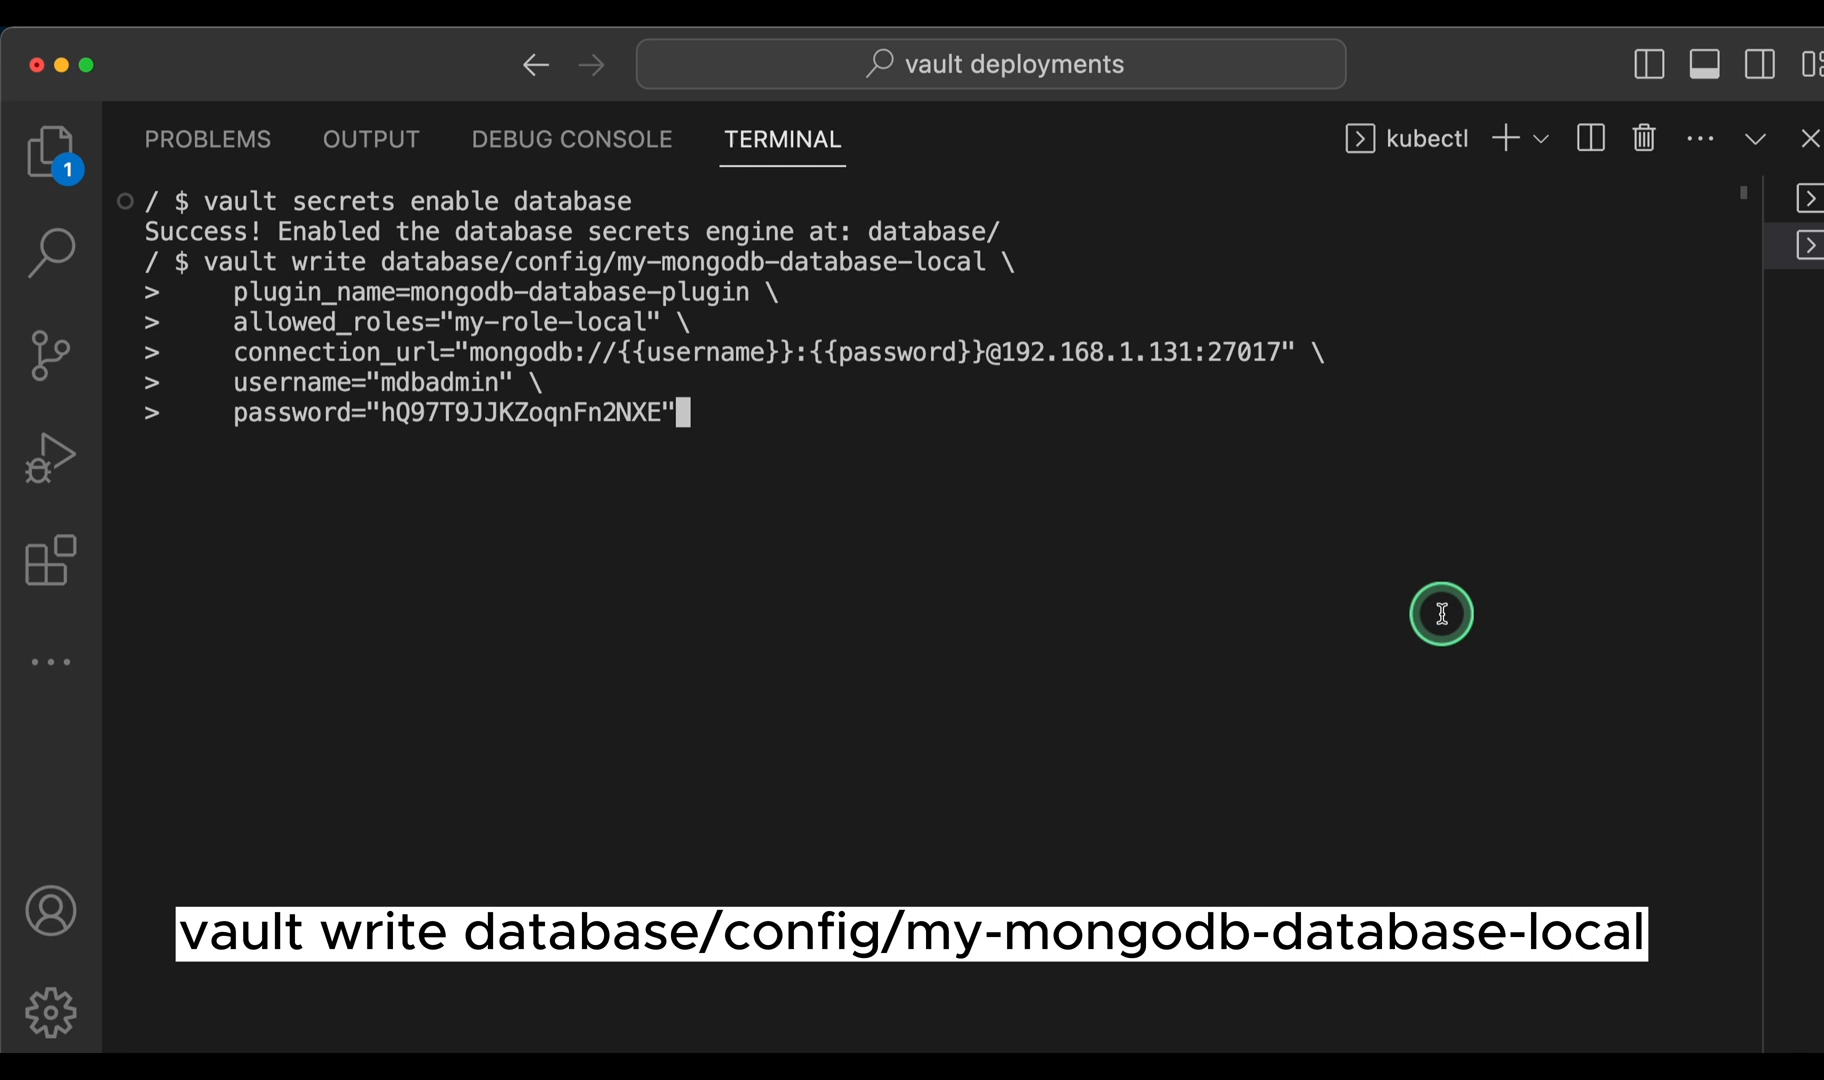 vault deployments
PROBLEMS OUTPUT DEBUG CONSOLE TERMINAL kubectl
1
/ $ vault secrets enable database
Success! Enabled the database secrets engine at: database/
/ $ vault write database/config/my-mongodb-database-local \
> plugin_name=mongodb-database-plugin \
> allowed_roles="my-role-local" \
> connection_url="mongodb://{{username}}:{{password}}@192.168.1.131:27017" \
> username="mdbadmin" \
> password="hQ97T9JJKZoqnFn2NXE"
vault write database/config/my-mongodb-database-local